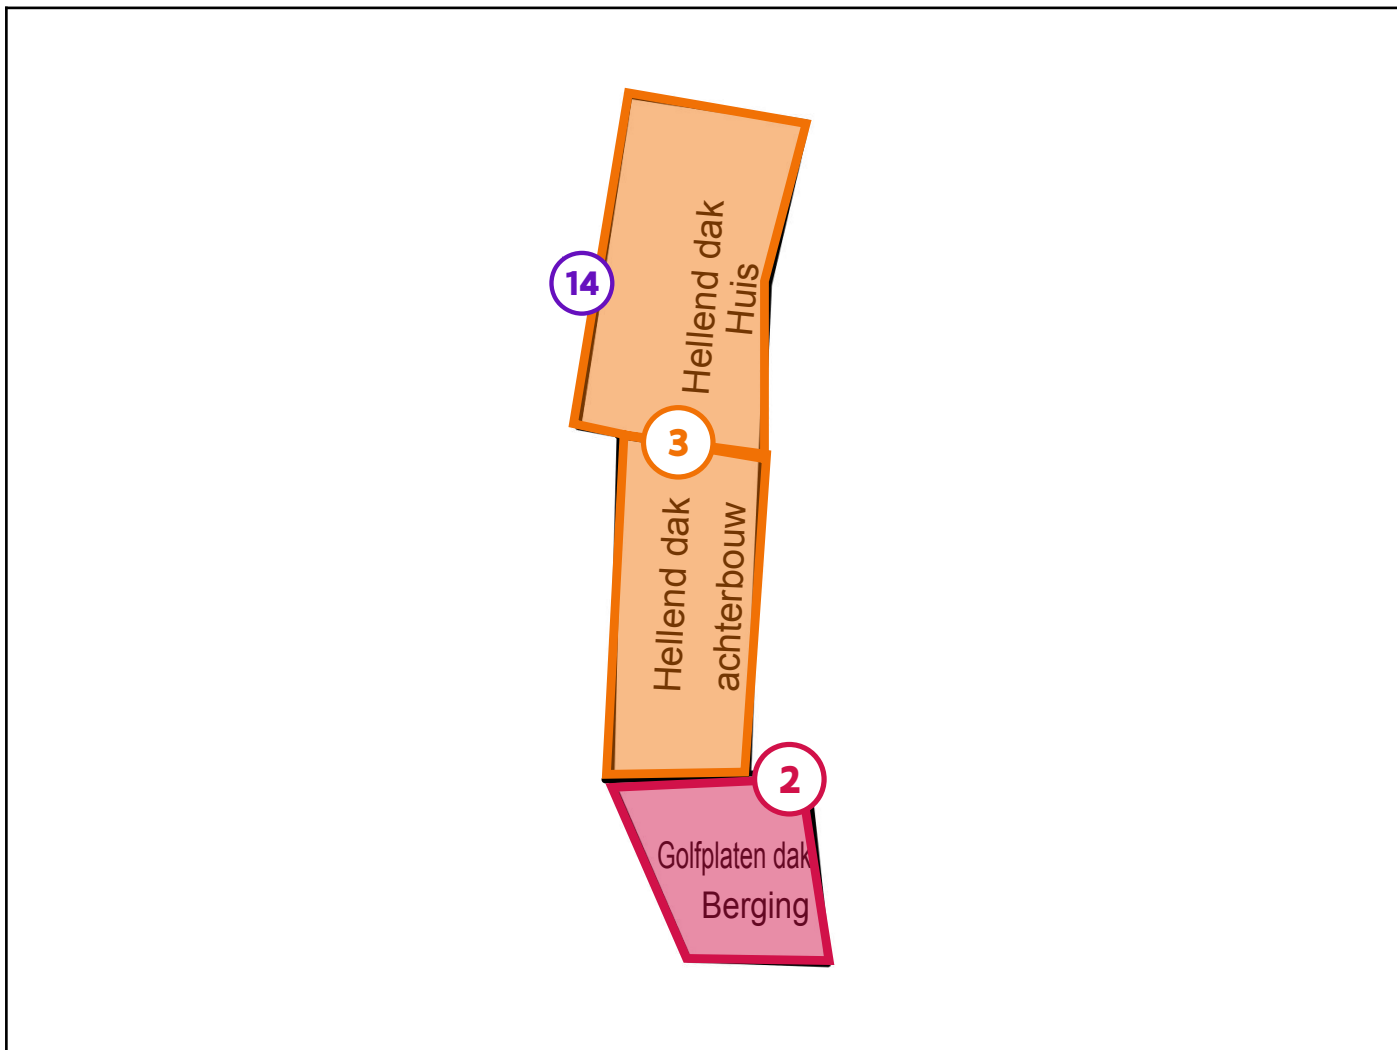 Hellend dak
Huis
14
3
Hellend dak
achterbouw
2
Golfplaten dak
Berging